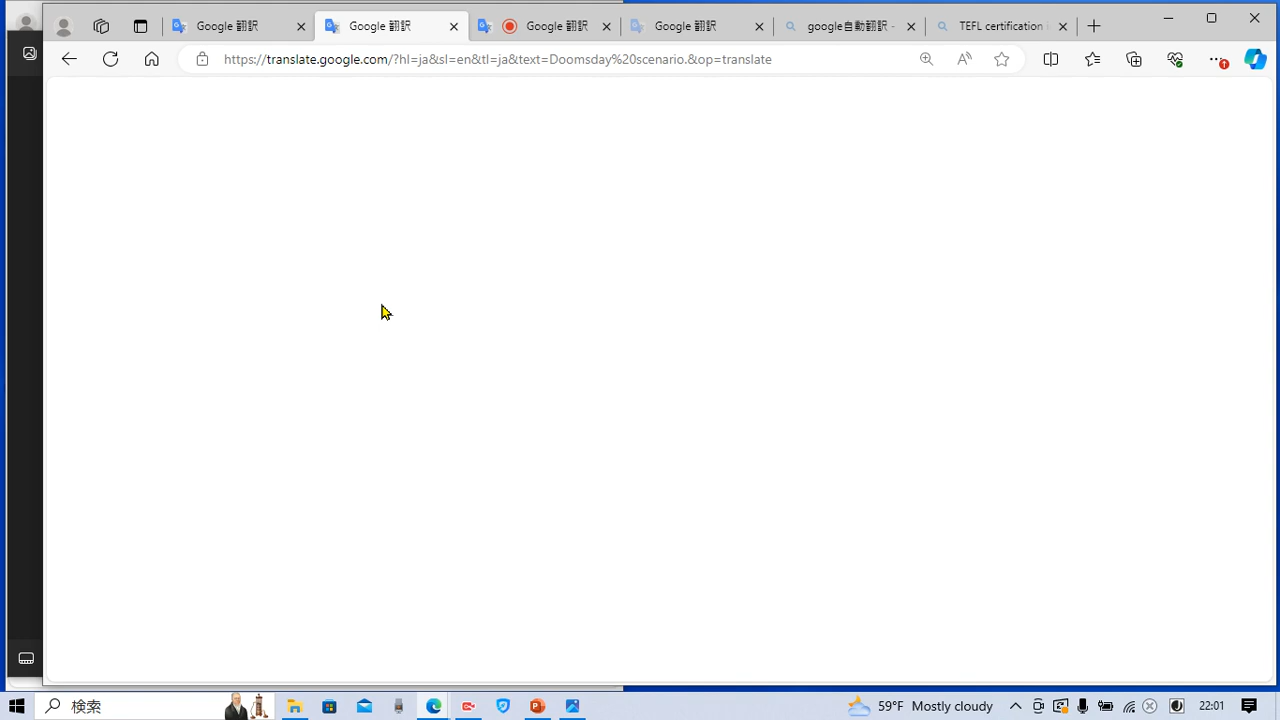 Google 翻訳
Google 翻訳
Google 翻訳
Google 翻訳
google自動翻訳 -
TEFL certification
https://translate.google.com/?hl=ja&sl=en&tl=ja&text=Doomsday%20scenario.&op=translate
1
検索
59°F Mostly cloudy
22:01